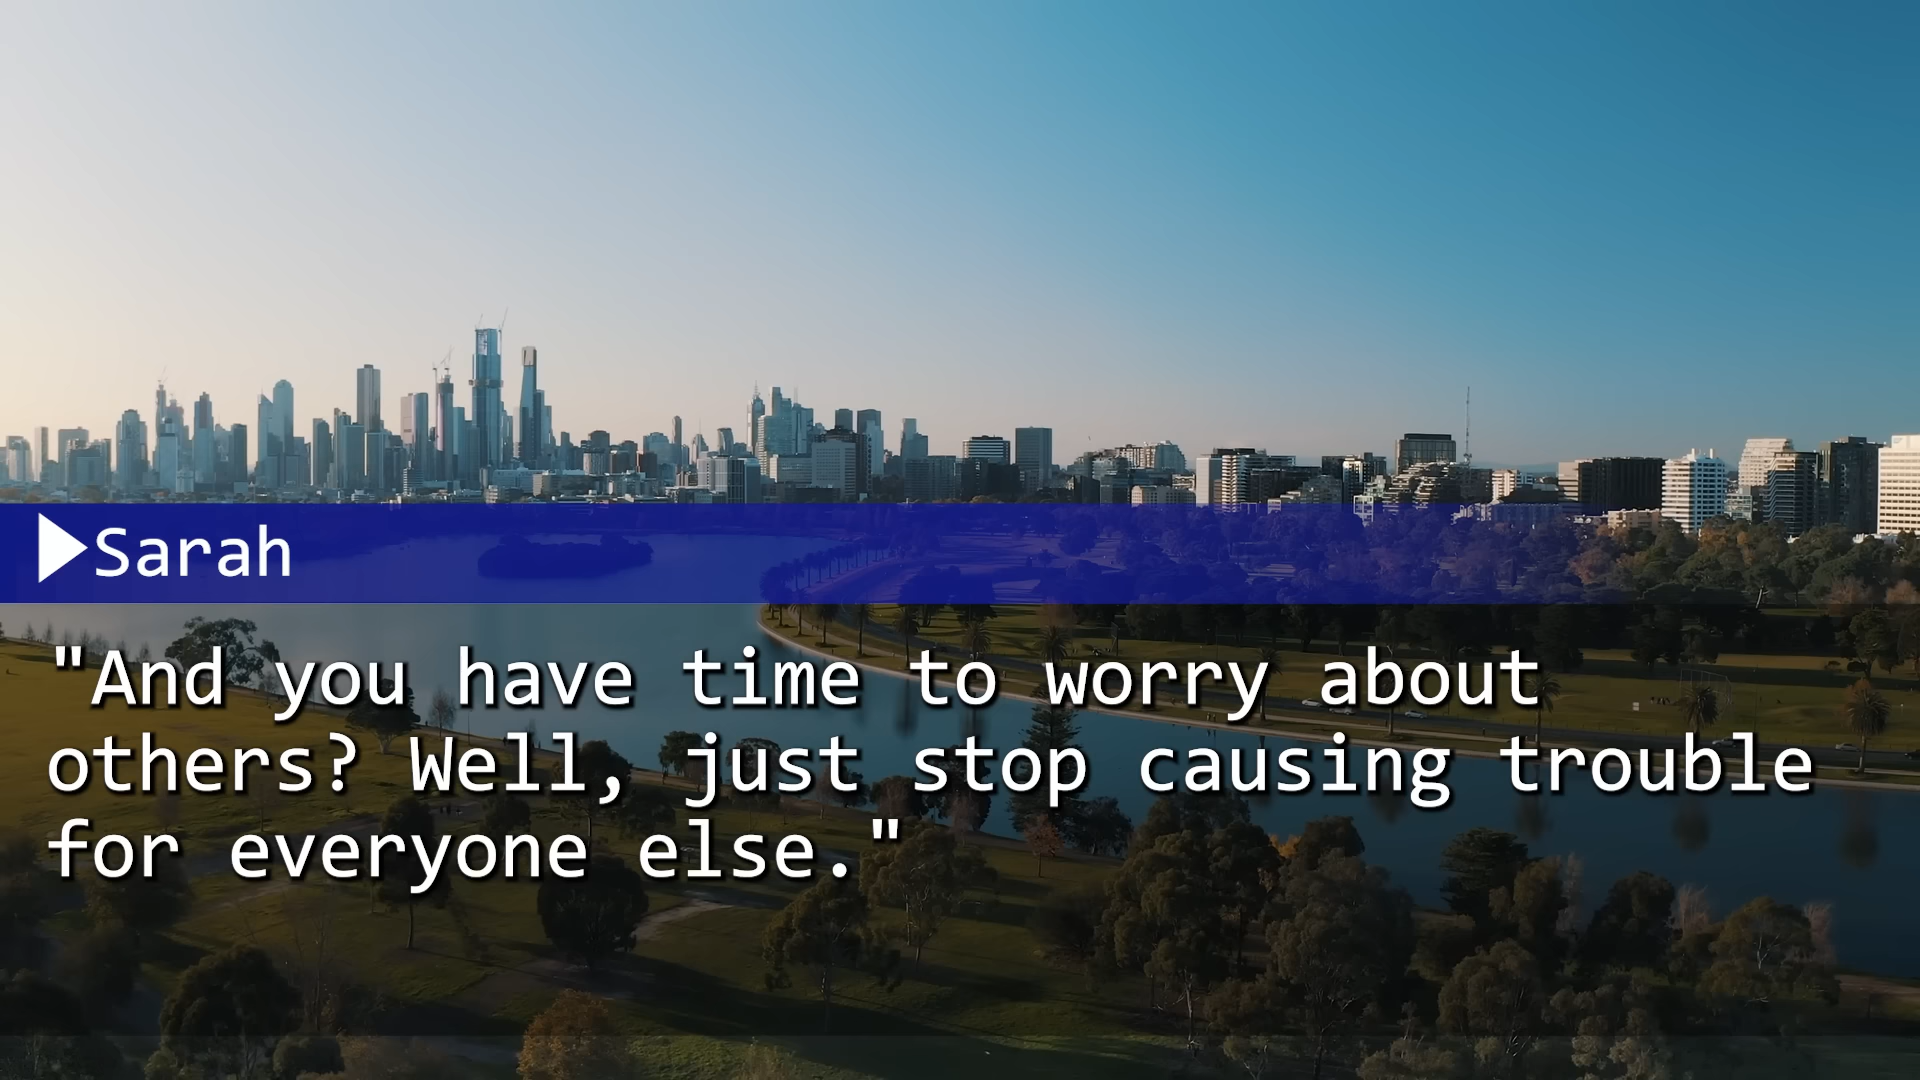 Sarah
"And you have time to worry about
others? Well, just stop causing trouble
for everyone else."